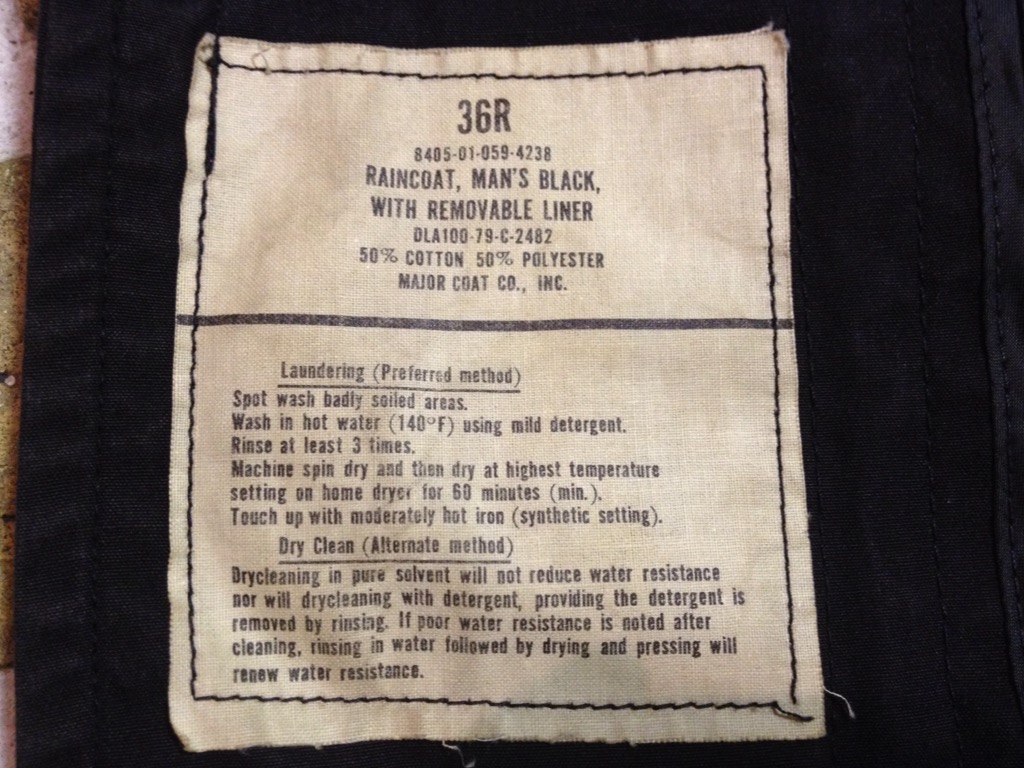 36R
8405-01-059-4238
RAINCOAT, MAN'S BLACK,
WITH REMOVABLE LINER
DLA100-79-C-2482
50% COTTON 50% POLYESTER
MAJOR COAT CO., INC.
Laundering (Preferred method)
Spot wash badly soiled areas.
Wash in hot water (140°F) using mild detergent.
Rinse at least 3 times.
Machine spin dry and then dry at highest temperature
setting on home dryer for 60 minutes (min.).
Touch up with moderately hot iron (synthetic setting).
Dry Clean (Alternate method)
Drycleaning in pure solvent will not reduce water resistance
nor will drycleaning with detergent, providing the detergent is
removed by rinsing. If poor water resistance is noted after
cleaning, rinsing in water followed by drying and pressing will
renew water resistance.